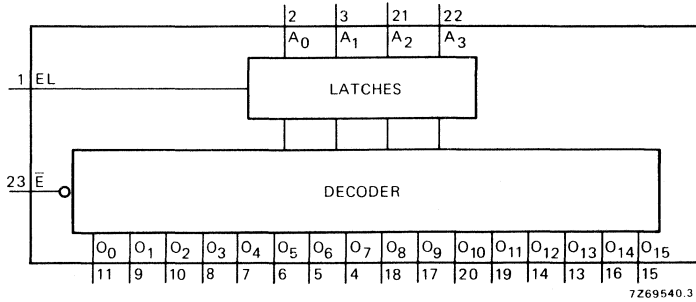 2 3 21 22
A0 A1 A2 A3
1 EL
LATCHES
23 E̅
DECODER
O0 O1 O2 O3 O4 O5 O6 O7 O8 O9 O10 O11 O12 O13 O14 O15
11 9 10 8 7 6 5 4 18 17 20 19 14 13 16 15
7Z69540.3